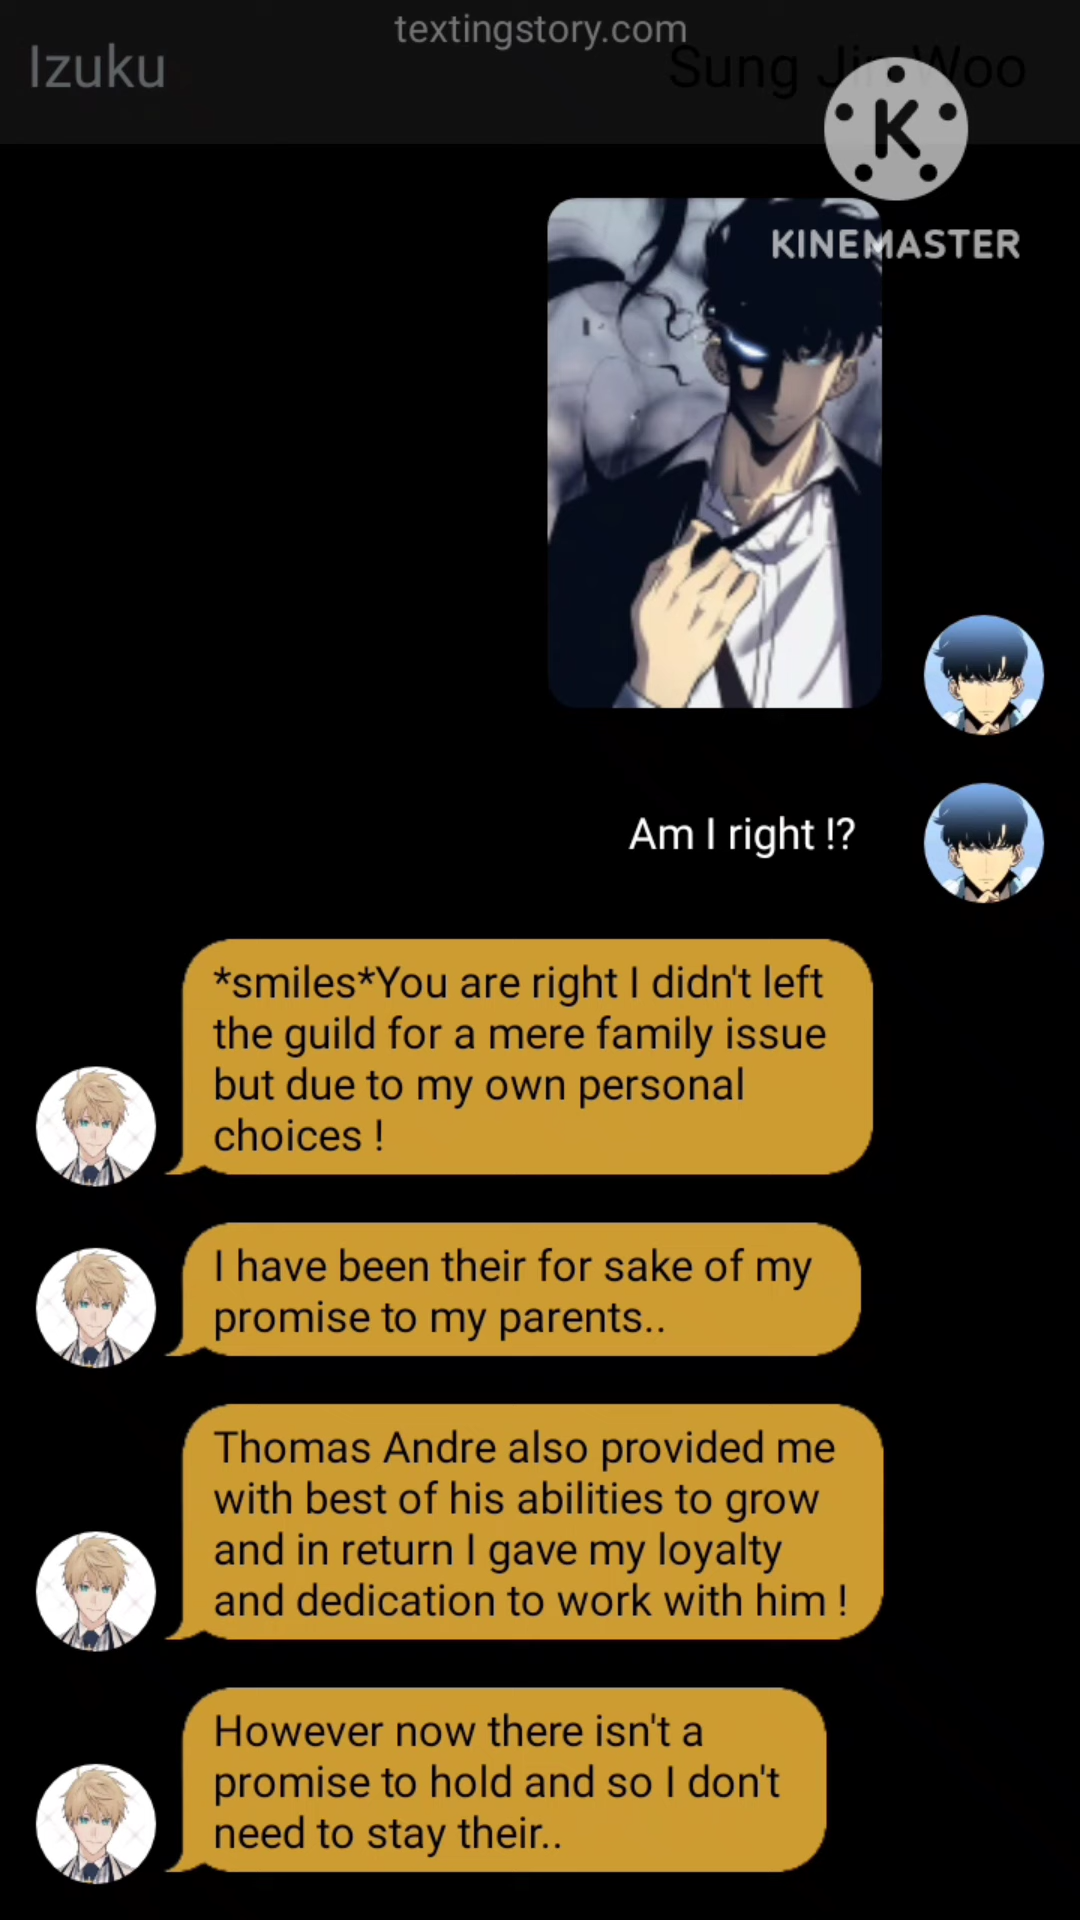 textingstory.com
Izuku
Sung Jin Woo
K
KINEMASTER
Am I right !?
*smiles*You are right I didn't left
the guild for a mere family issue
but due to my own personal
choices !
I have been their for sake of my
promise to my parents..
Thomas Andre also provided me
with best of his abilities to grow
and in return I gave my loyalty
and dedication to work with him !
However now there isn't a
promise to hold and so I don't
need to stay their..